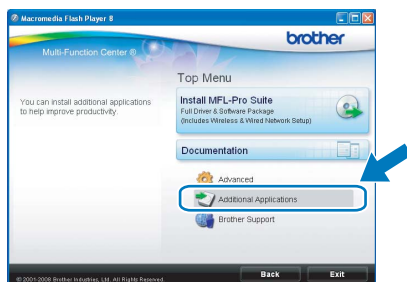 Macromedia Flash Player 8
brother
Multi-Function Center ®
Top Menu
You can install additional applications
to help improve productivity.
Install MFL-Pro Suite
Full Driver & Software Package
(Includes Wireless & Wired Network Setup)
Documentation
Advanced
Additional Applications
Brother Support
© 2001-2008 Brother Industries, Ltd. All Rights Reserved.
Back
Exit